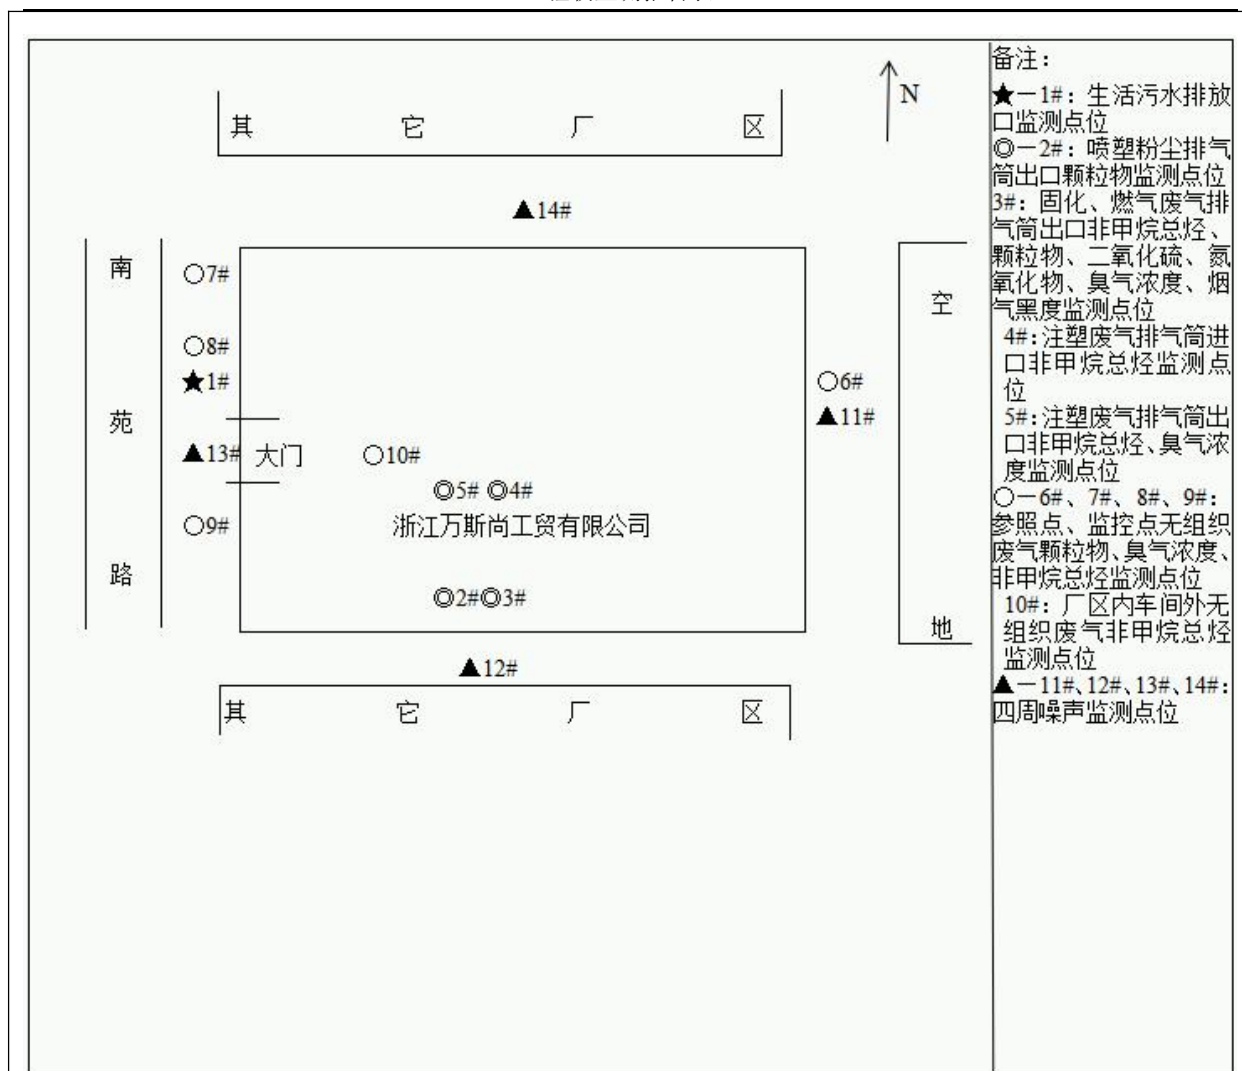 其它厂区
N
▲14#
南苑路
○7#
○8#
★1#
▲13#
大门
○9#
○10#
◎5# ◎4#
浙江万斯尚工贸有限公司
◎2#◎3#
○6#
▲11#
空地
▲12#
其它厂区
备注：
★－1#：生活污水排放
口监测点位
◎－2#：喷塑粉尘排气
筒出口颗粒物监测点位
3#：固化、燃气废气排
气筒出口非甲烷总烃、
颗粒物、二氧化硫、氮
氧化物、臭气浓度、烟
气黑度监测点位
4#：注塑废气排气筒进
口非甲烷总烃监测点
位
5#：注塑废气排气筒出
口非甲烷总烃、臭气浓
度监测点位
○－6#、7#、8#、9#：
参照点、监控点无组织
废气颗粒物、臭气浓度、
非甲烷总烃监测点位
10#：厂区内车间外无
组织废气非甲烷总烃
监测点位
▲－11#、12#、13#、14#：
四周噪声监测点位